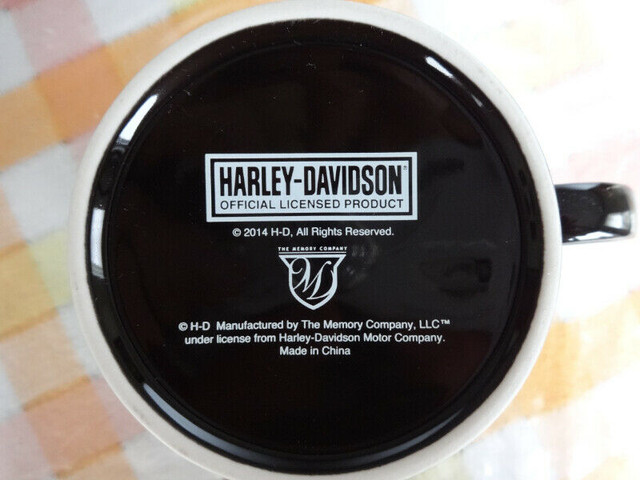 HARLEY-DAVIDSON®
OFFICIAL LICENSED PRODUCT
© 2014 H-D, All Rights Reserved.
THE MEMORY COMPANY
M
© H-D Manufactured by The Memory Company, LLC™
under license from Harley-Davidson Motor Company.
Made in China